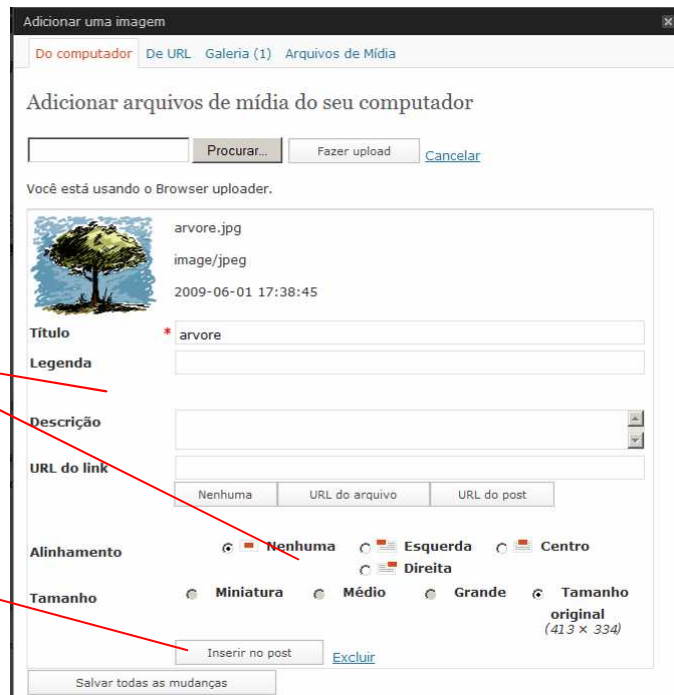 Adicionar uma imagem
Do computador De URL Galeria (1) Arquivos de Mídia
Adicionar arquivos de mídia do seu computador
Procurar... Fazer upload Cancelar
Você está usando o Browser uploader.
arvore.jpg
image/jpeg
2009-06-01 17:38:45
Título * arvore
Legenda
Descrição
URL do link
Nenhuma URL do arquivo URL do post
Alinhamento Nenhuma Esquerda Centro
Direita
Tamanho Miniatura Médio Grande Tamanho
original
(413 × 334)
Inserir no post Excluir
Salvar todas as mudanças